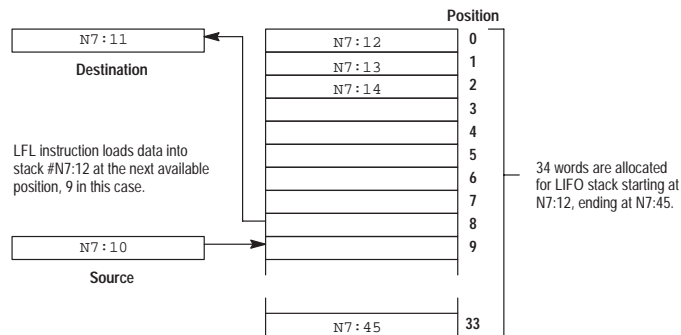 Position
N7:11
N7:12
0
Destination
N7:13
1
N7:14
2
3
4
LFL instruction loads data into
stack #N7:12 at the next available
position, 9 in this case.
5
6
7
8
34 words are allocated
for LIFO stack starting at
N7:12, ending at N7:45.
N7:10
9
Source
N7:45
33